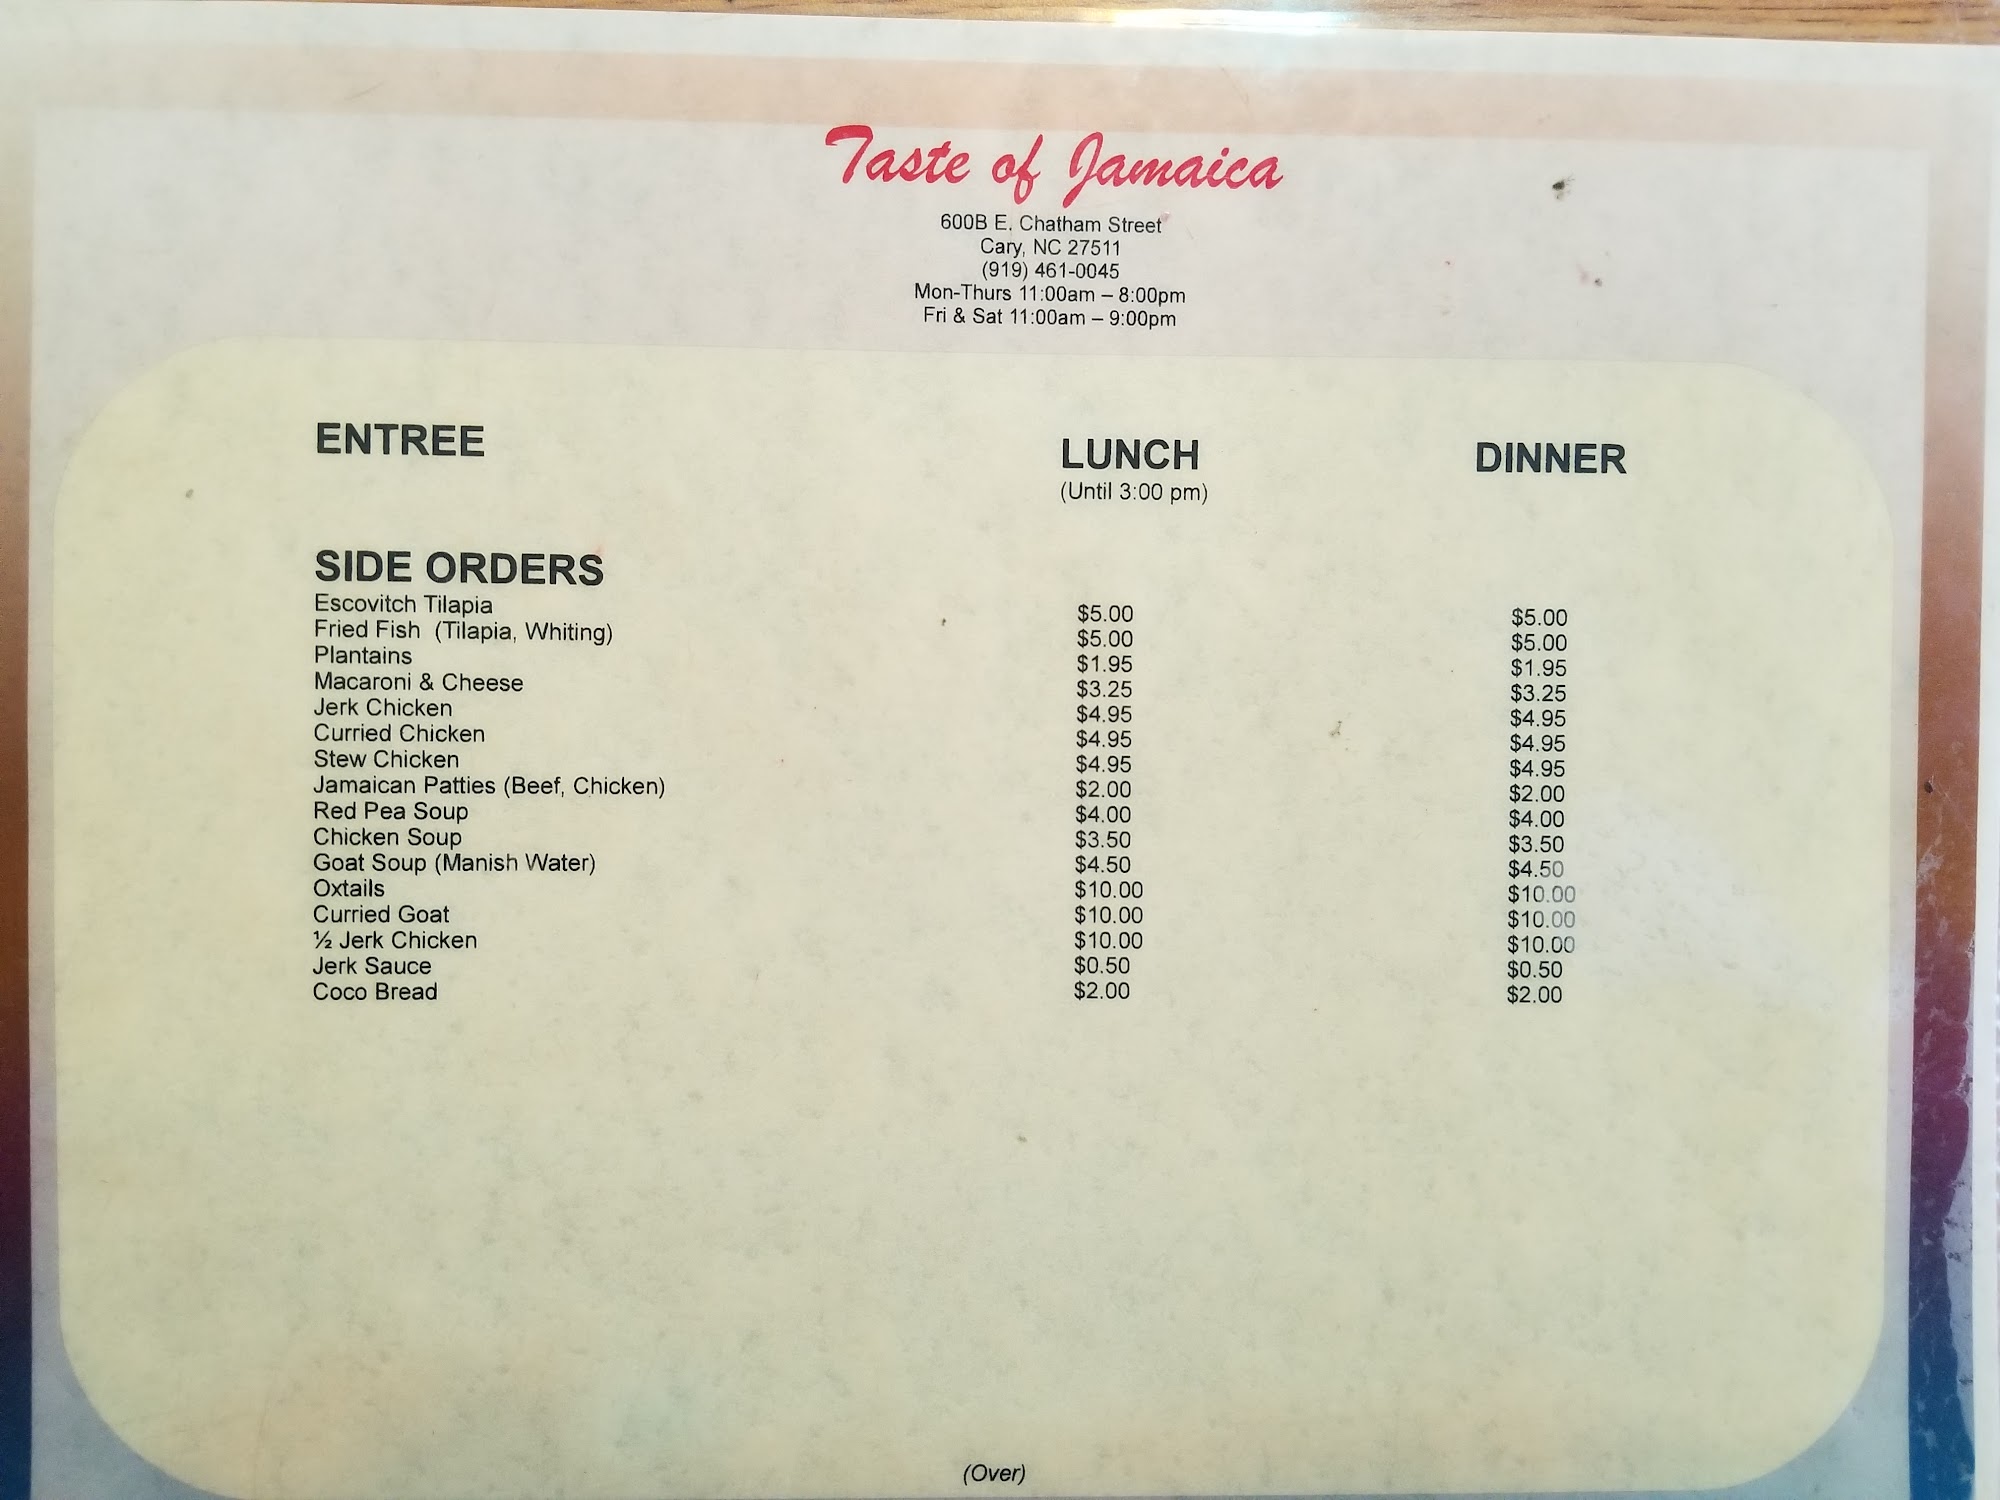 Taste of Jamaica
600B E. Chatham Street
Cary, NC 27511
(919) 461-0045
Mon-Thurs 11:00am – 8:00pm
Fri & Sat 11:00am – 9:00pm
ENTREE LUNCH DINNER
(Until 3:00 pm)
SIDE ORDERS
Escovitch Tilapia $5.00 $5.00
Fried Fish (Tilapia, Whiting) $5.00 $5.00
Plantains $1.95 $1.95
Macaroni & Cheese $3.25 $3.25
Jerk Chicken $4.95 $4.95
Curried Chicken $4.95 $4.95
Stew Chicken $4.95 $4.95
Jamaican Patties (Beef, Chicken) $2.00 $2.00
Red Pea Soup $4.00 $4.00
Chicken Soup $3.50 $3.50
Goat Soup (Manish Water) $4.50 $4.50
Oxtails $10.00 $10.00
Curried Goat $10.00 $10.00
½ Jerk Chicken $10.00 $10.00
Jerk Sauce $0.50 $0.50
Coco Bread $2.00 $2.00
(Over)